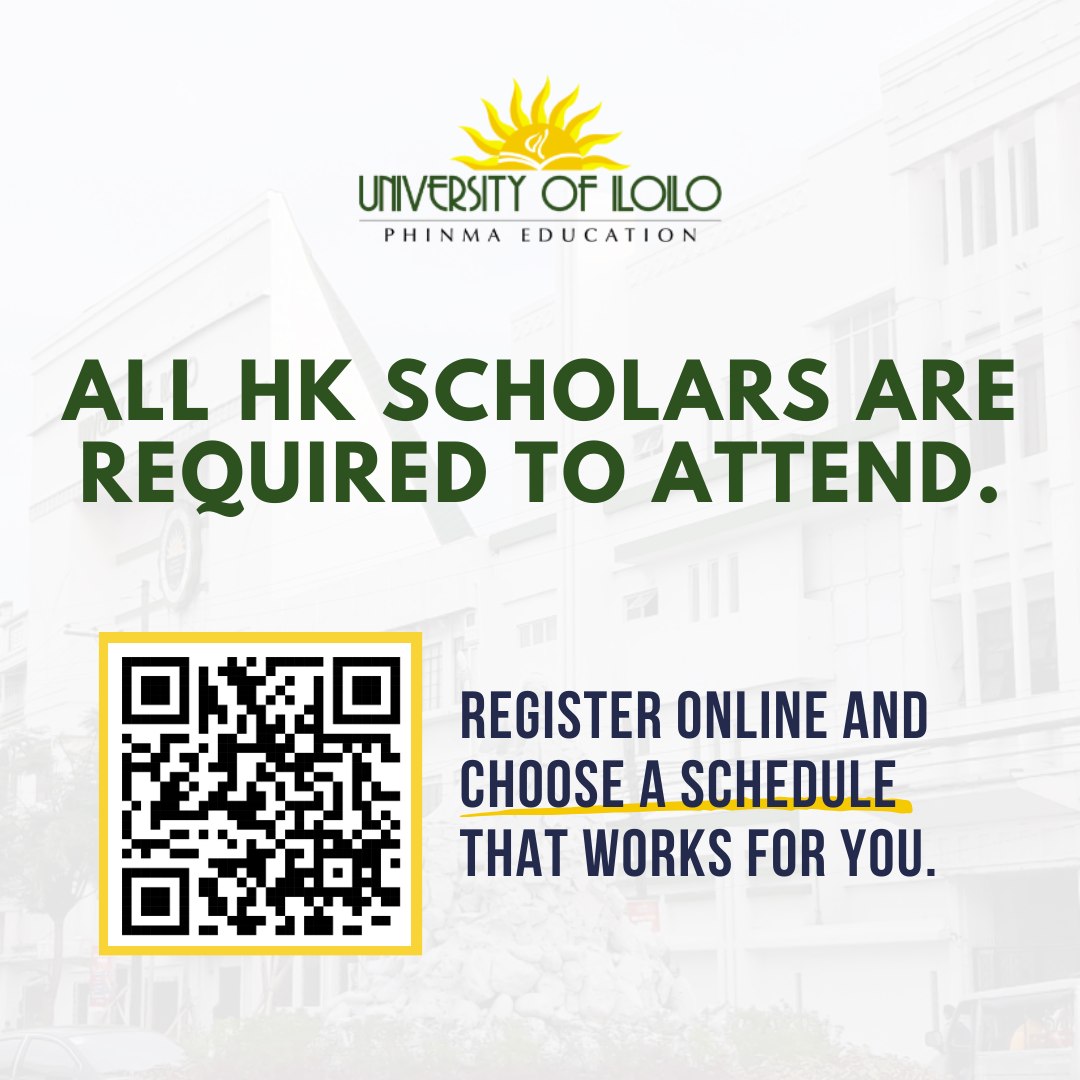 UNIVERSITY OF ILOILO
PHINMA EDUCATION
ALL HK SCHOLARS ARE
REQUIRED TO ATTEND.
REGISTER ONLINE AND
CHOOSE A SCHEDULE
THAT WORKS FOR YOU.